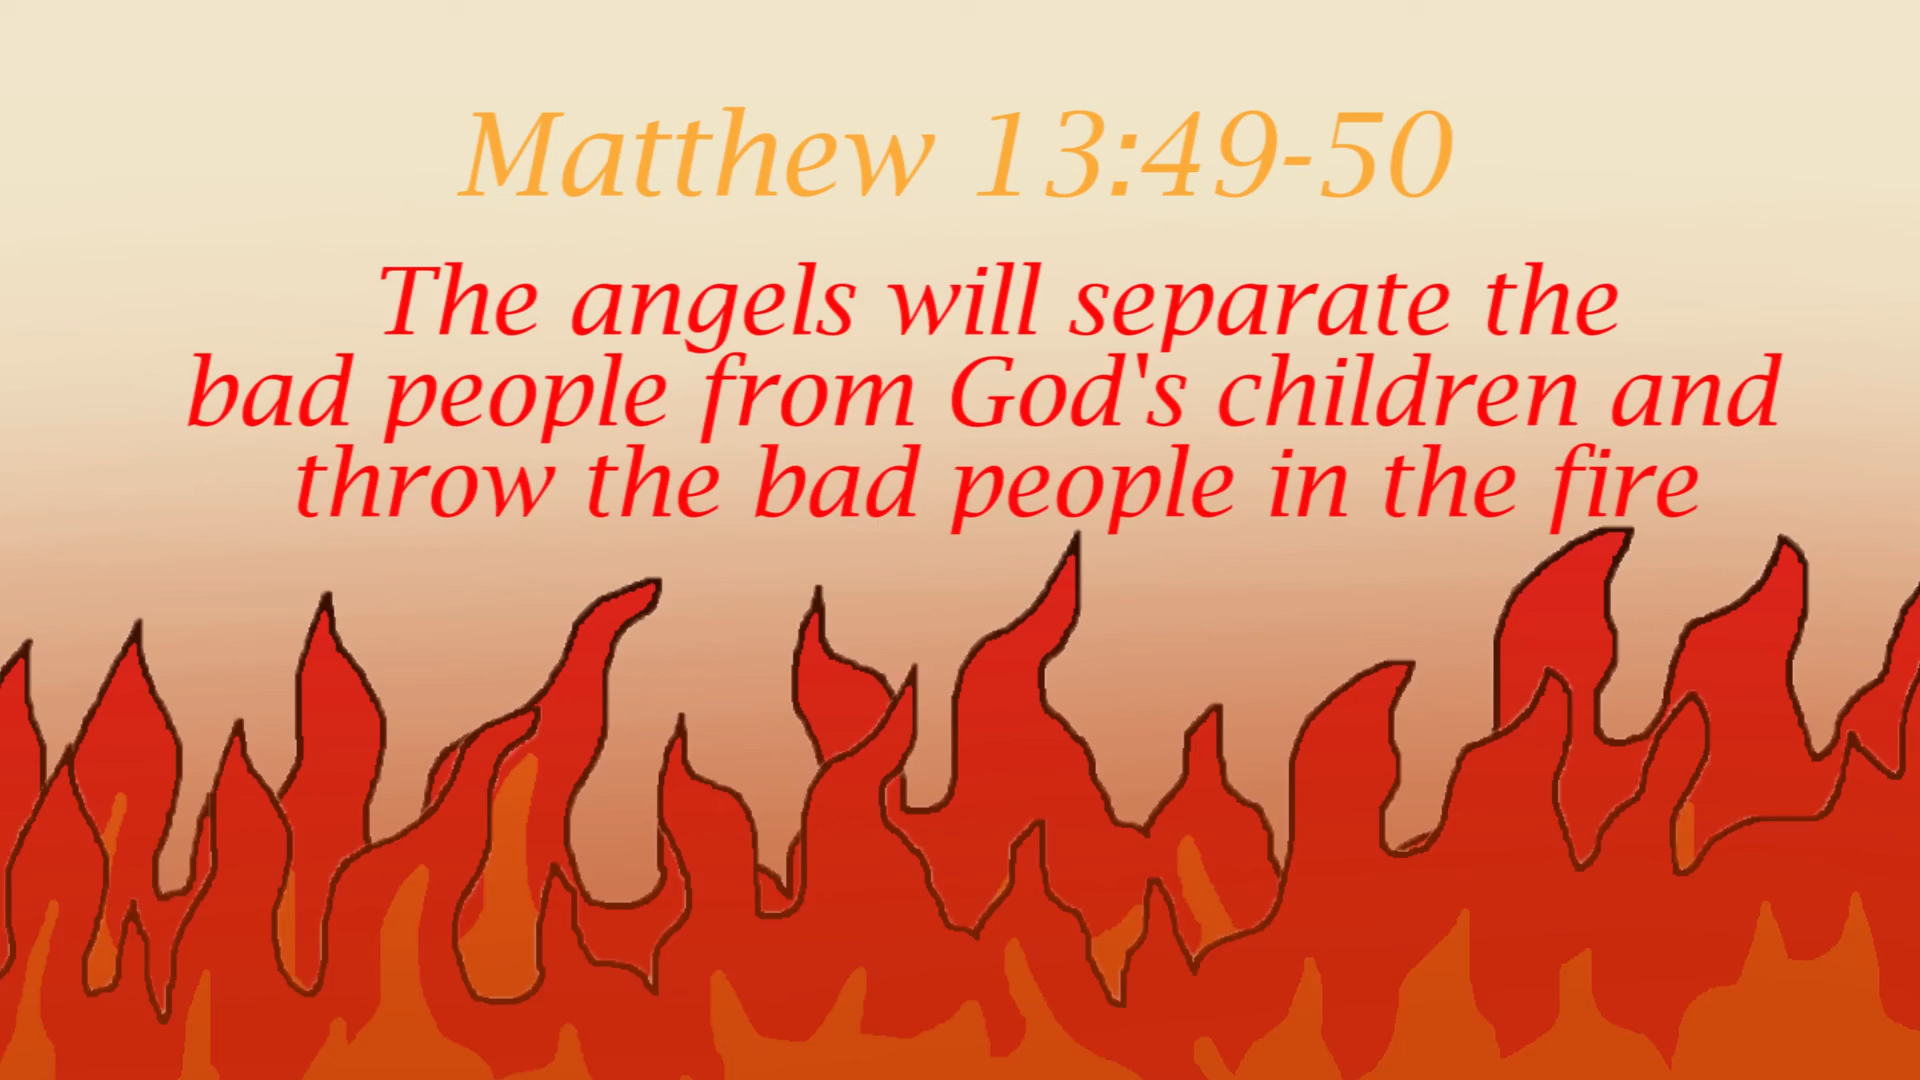 Matthew 13:49-50
The angels will separate the
bad people from God's children and
throw the bad people in the fire